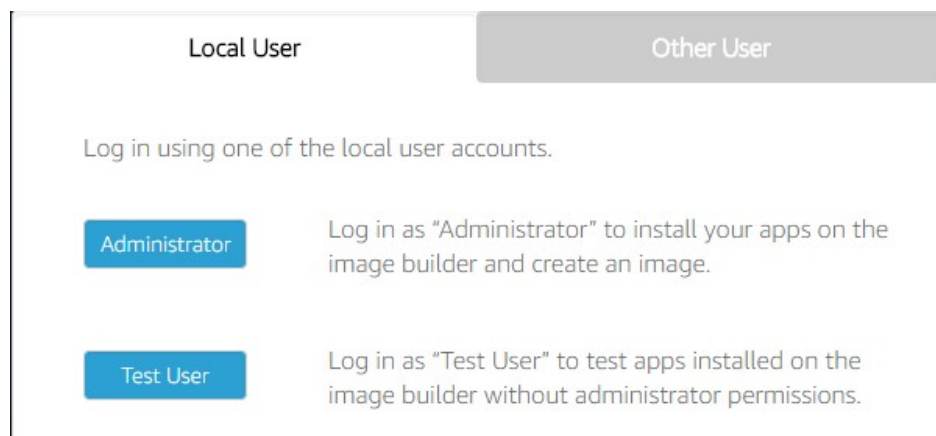 Local User
Other User
Log in using one of the local user accounts.
Administrator
Log in as “Administrator” to install your apps on the
image builder and create an image.
Test User
Log in as “Test User” to test apps installed on the
image builder without administrator permissions.